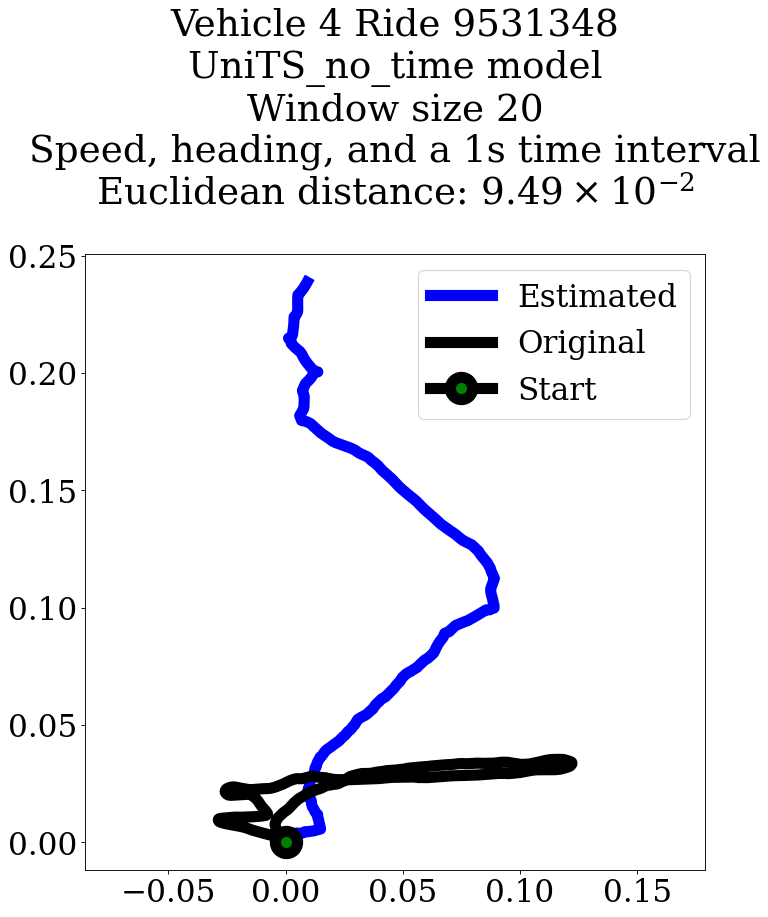 Vehicle 4 Ride 9531348
UniTS_no_time model
Window size 20
Speed, heading, and a 1s time interval
Euclidean distance: 9.49 × 10⁻²
0.25
0.20
0.15
0.10
0.05
0.00
Estimated
Original
Start
−0.05 0.00 0.05 0.10 0.15